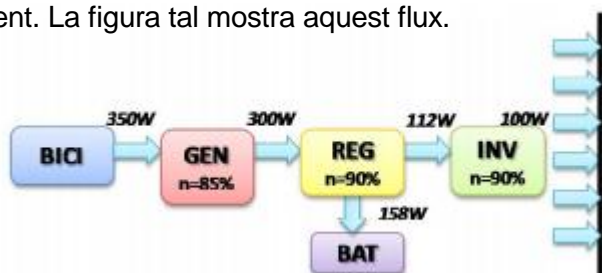 ent. La figura tal mostra aquest flux.
350W 300W 112W 100W
BICI GEN REG INV
n=85% n=90% n=90%
158W
BAT